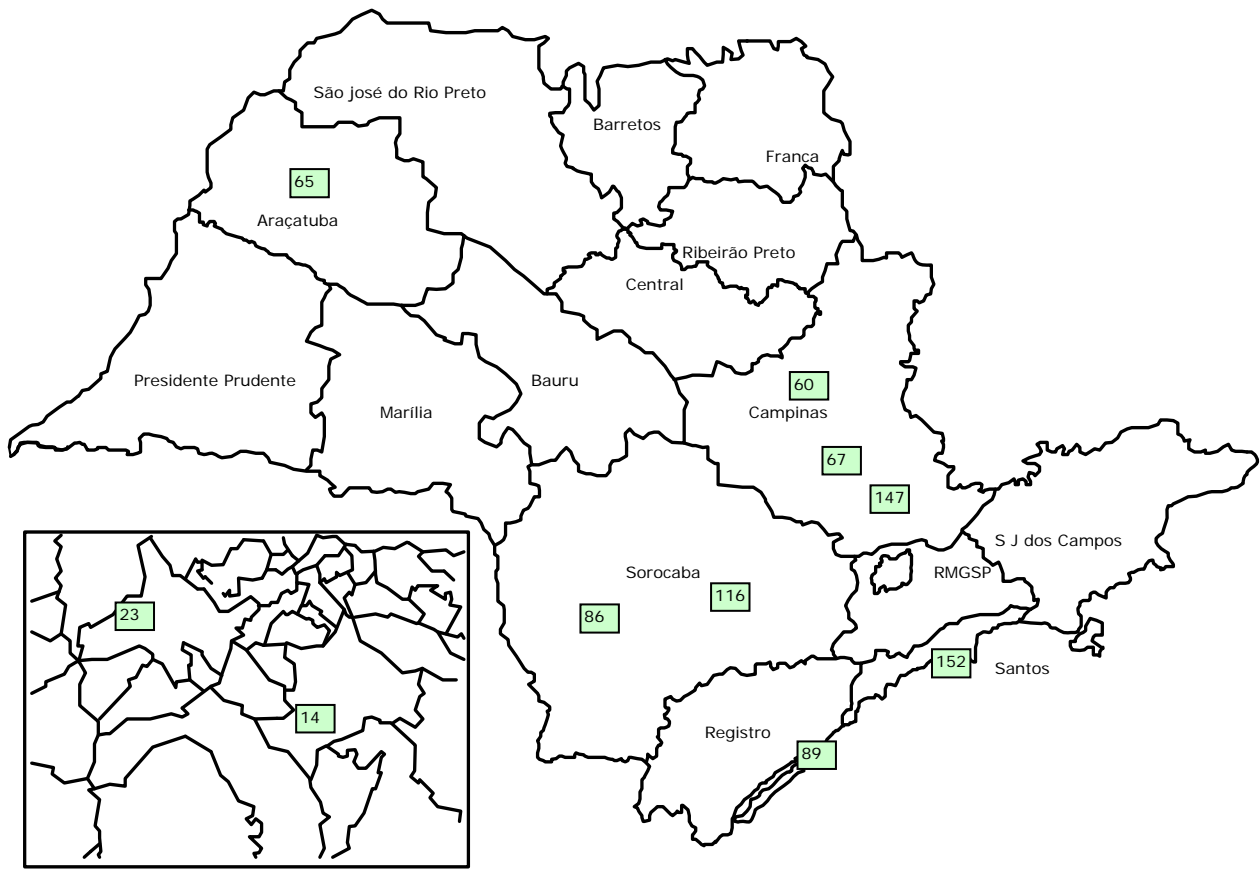 São josé do Rio Preto
Barretos
Franca
65
Araçatuba
Ribeirão Preto
Central
Presidente Prudente
Marília
Bauru
60
Campinas
67
147
S J dos Campos
Sorocaba
RMGSP
116
86
23
152
Santos
14
Registro
89